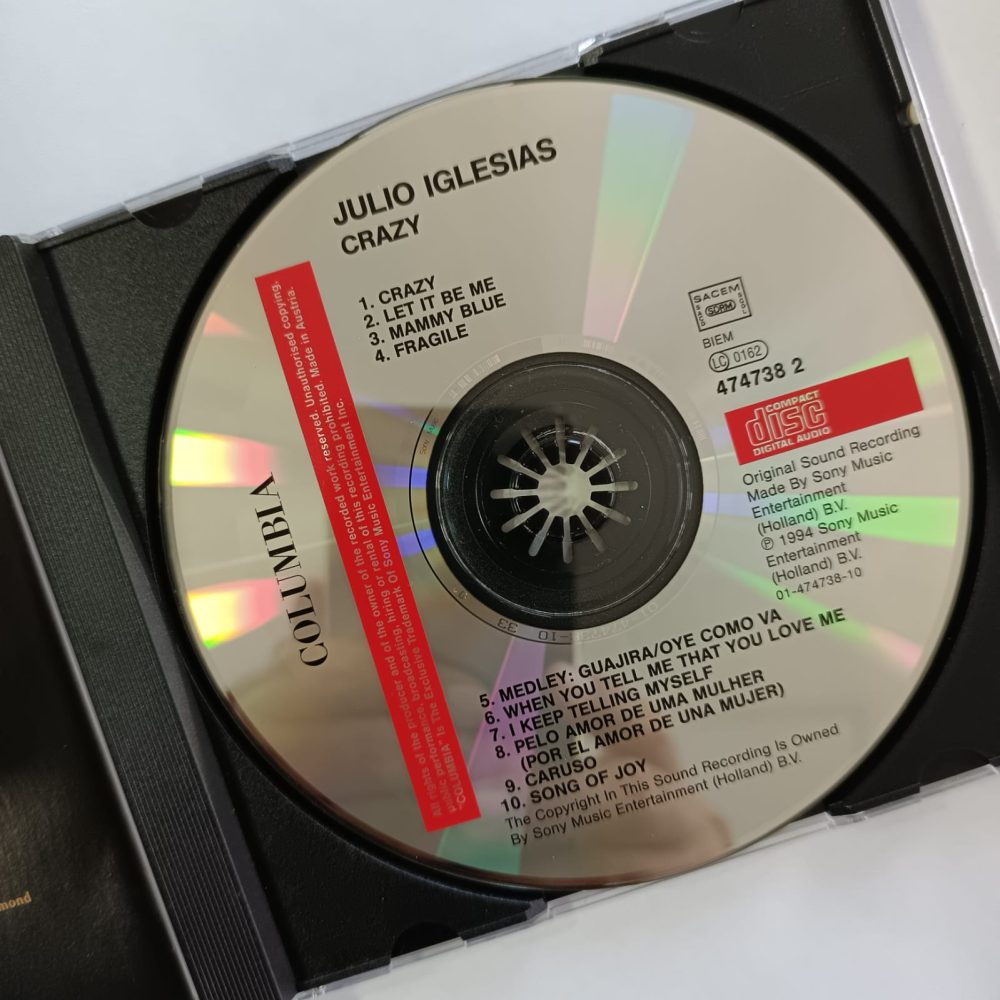 JULIO IGLESIAS
CRAZY
1. CRAZY
2. LET IT BE ME
3. MAMMY BLUE
4. FRAGILE
SACEM
SDRM
BIEM
LC 0162
474738 2
COMPACT
disc
DIGITAL AUDIO
Original Sound Recording
Made By Sony Music
Entertainment
(Holland) B.V.
℗ 1994 Sony Music
Entertainment
(Holland) B.V.
01-474738-10
COLUMBIA
All rights of the producer and of the owner of the recorded work reserved. Unauthorised copying,
public performance, broadcasting, hiring or rental of this recording prohibited. Made in Austria.
"COLUMBIA" Is The Exclusive Trademark Of Sony Music Entertainment Inc.
5. MEDLEY: GUAJIRA/OYE COMO VA
6. WHEN YOU TELL ME THAT YOU LOVE ME
7. I KEEP TELLING MYSELF
8. PELO AMOR DE UMA MULHER
(POR EL AMOR DE UNA MUJER)
9. CARUSO
10. SONG OF JOY
The Copyright In This Sound Recording Is Owned
By Sony Music Entertainment (Holland) B.V.
mond